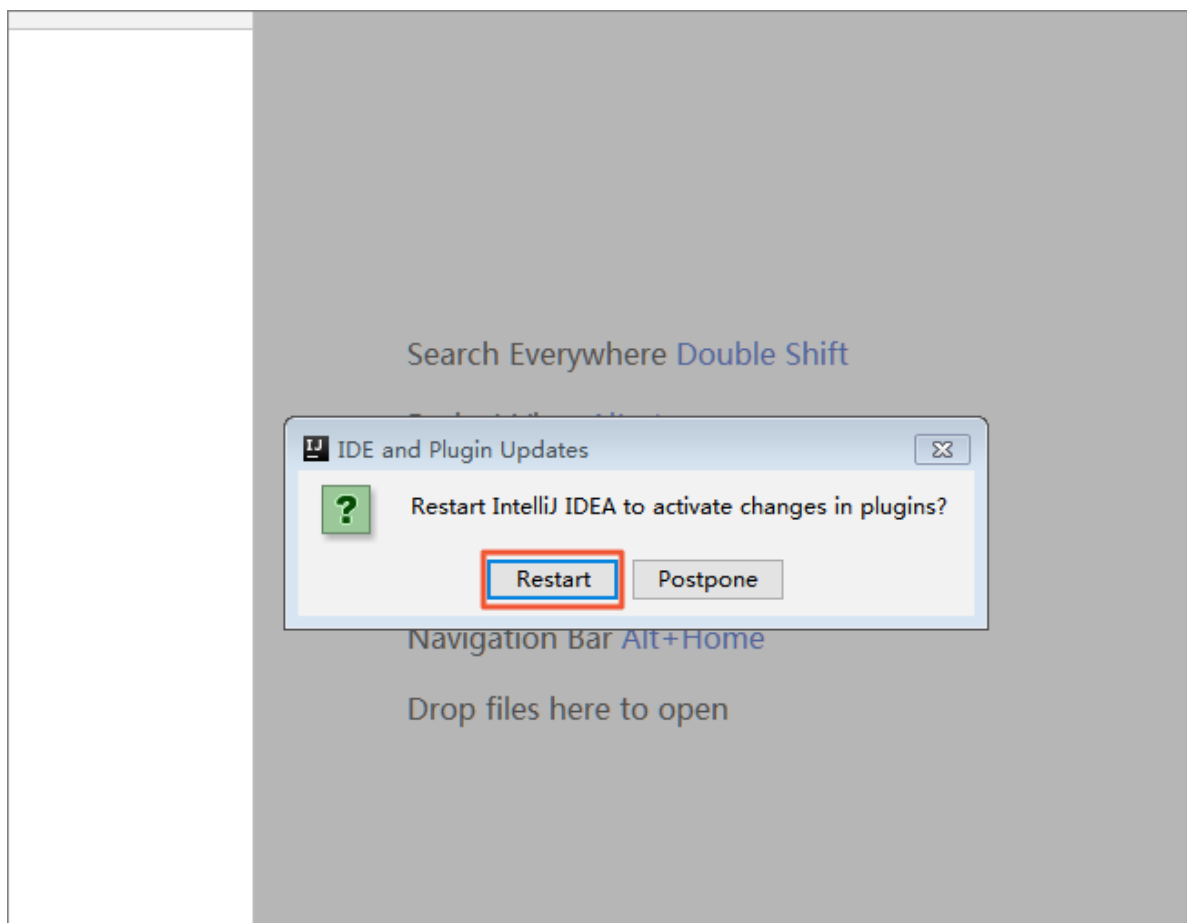 Search Everywhere Double Shift
IJ
IDE and Plugin Updates
?
Restart IntelliJ IDEA to activate changes in plugins?
Restart
Postpone
Navigation Bar Alt+Home
Drop files here to open